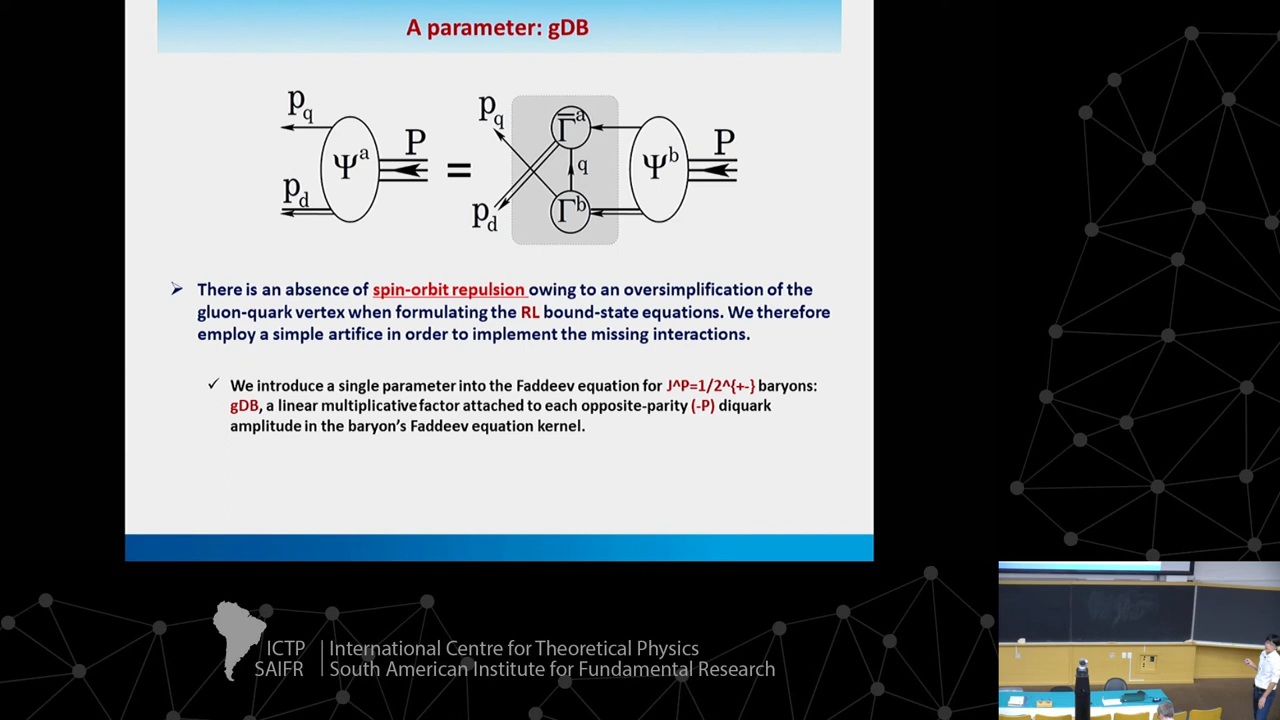 A parameter: gDB
p_q
Ψ^a
P
p_d
=
p_q
Γ̿^a
q
Γ^b
p_d
Ψ^b
P
There is an absence of spin-orbit repulsion owing to an oversimplification of the
gluon-quark vertex when formulating the RL bound-state equations. We therefore
employ a simple artifice in order to implement the missing interactions.
We introduce a single parameter into the Faddeev equation for J^P=1/2^{+-} baryons:
gDB, a linear multiplicative factor attached to each opposite-parity (-P) diquark
amplitude in the baryon's Faddeev equation kernel.
ICTP | International Centre for Theoretical Physics
SAIFR | South American Institute for Fundamental Research